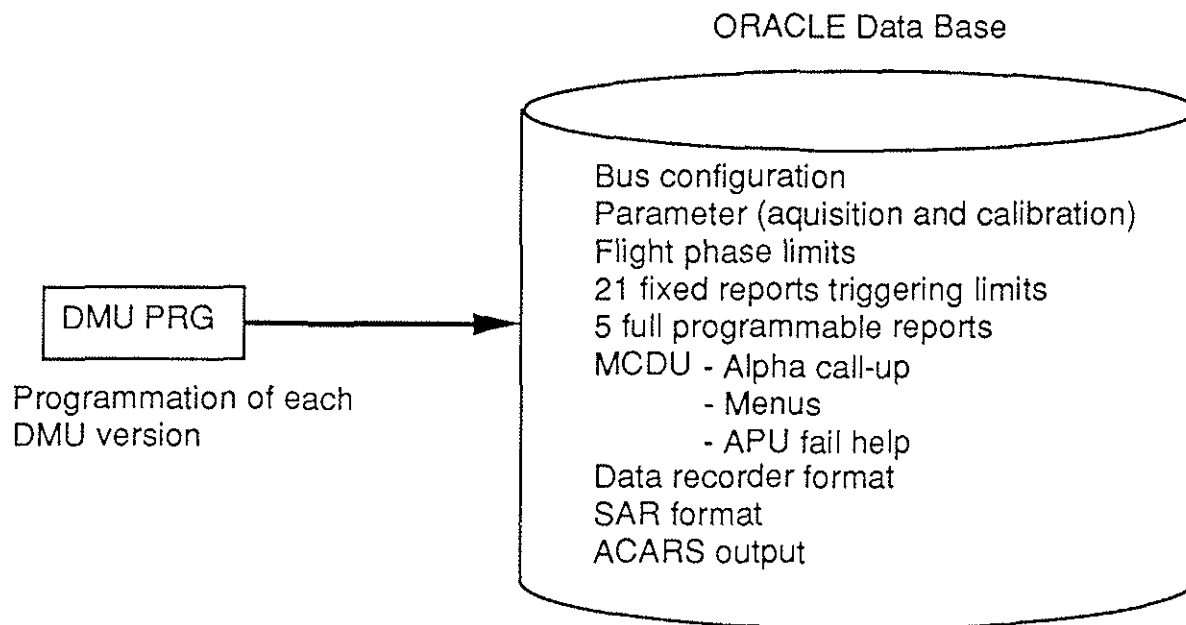 ORACLE Data Base
Bus configuration
Parameter (aquisition and calibration)
Flight phase limits
21 fixed reports triggering limits
5 full programmable reports
MCDU - Alpha call-up
- Menus
- APU fail help
Data recorder format
SAR format
ACARS output
DMU PRG
Programmation of each
DMU version